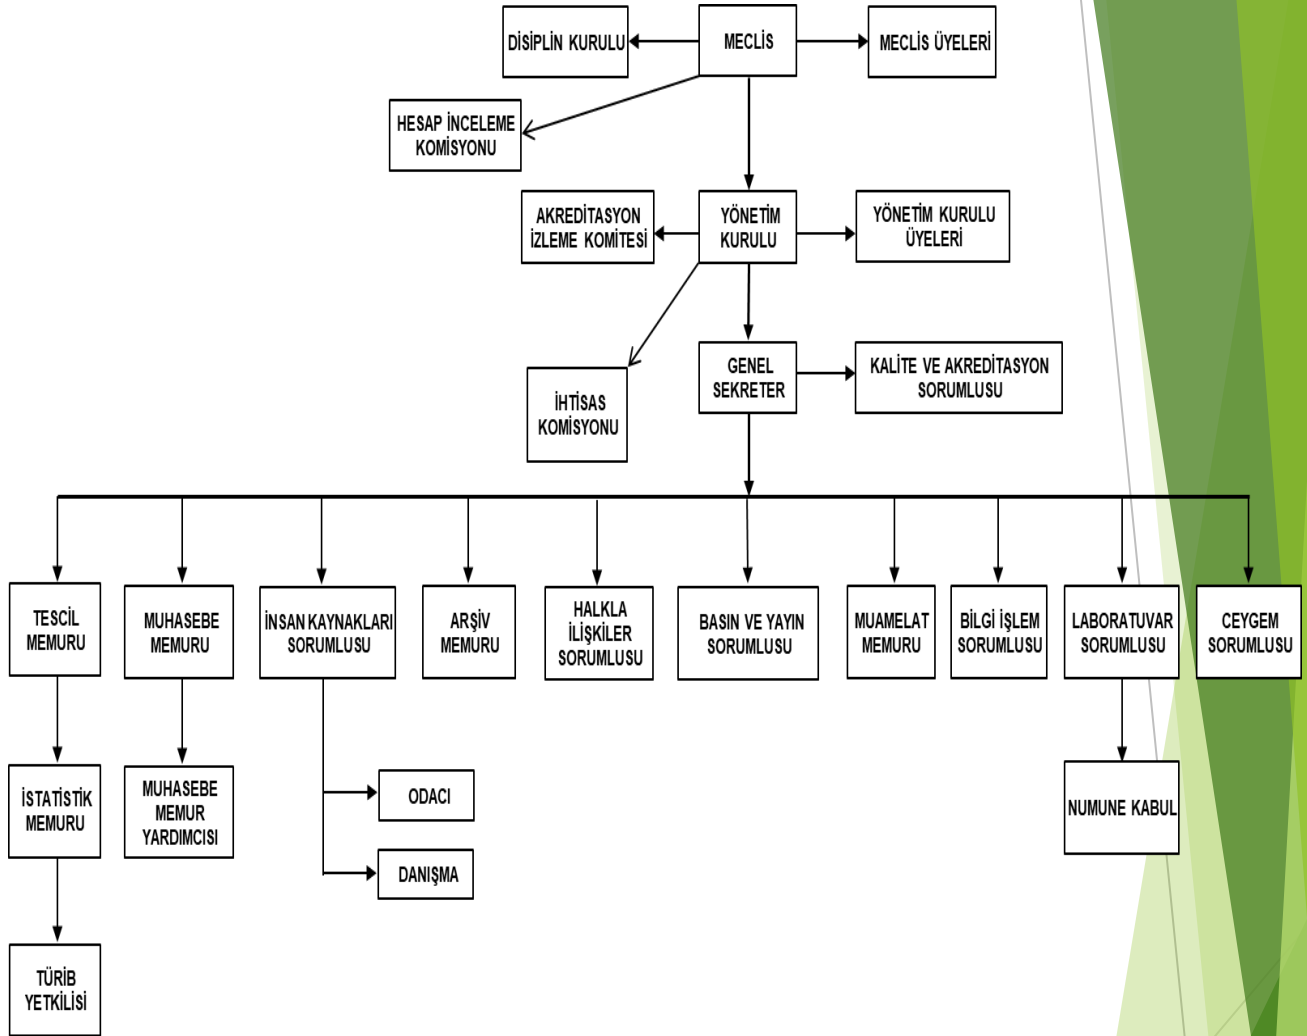 DİSİPLİN KURULU
MECLİS
MECLİS ÜYELERİ
HESAP İNCELEME
KOMİSYONU
AKREDİTASYON
İZLEME KOMİTESİ
YÖNETİM
KURULU
YÖNETİM KURULU
ÜYELERİ
GENEL
SEKRETER
KALİTE VE AKREDİTASYON
SORUMLUSU
İHTİSAS
KOMİSYONU
TESCİL
MEMURU
MUHASEBE
MEMURU
İNSAN KAYNAKLARI
SORUMLUSU
ARŞİV
MEMURU
HALKLA
İLİŞKİLER
SORUMLUSU
BASIN VE YAYIN
SORUMLUSU
MUAMELAT
MEMURU
BİLGİ İŞLEM
SORUMLUSU
LABORATUVAR
SORUMLUSU
CEYGEM
SORUMLUSU
İSTATİSTİK
MEMURU
MUHASEBE
MEMUR
YARDIMCISI
ODACI
DANIŞMA
NUMUNE KABUL
TÜRİB
YETKİLİSİ